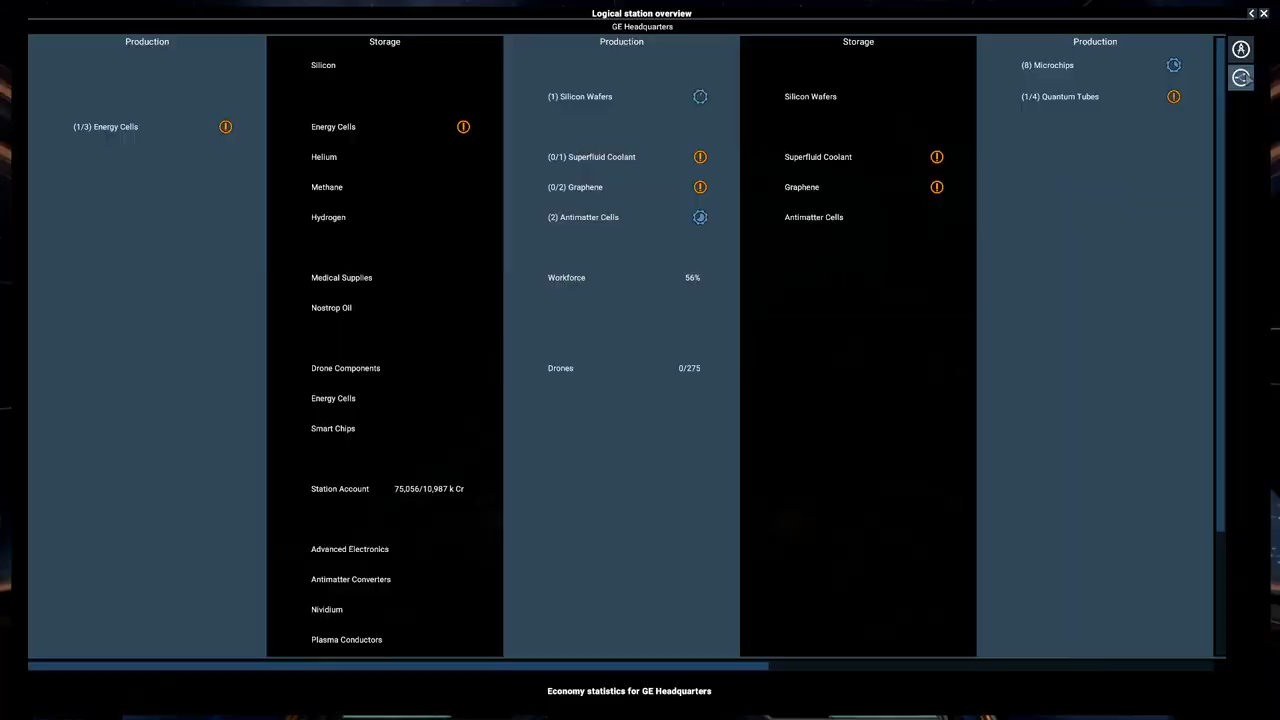 Logical station overview
GE Headquarters
Production
Storage
Production
Storage
Production
Silicon
(8) Microchips
(1) Silicon Wafers
Silicon Wafers
(1/4) Quantum Tubes
(1/3) Energy Cells
Energy Cells
Helium
(0/1) Superfluid Coolant
Superfluid Coolant
Methane
(0/2) Graphene
Graphene
Hydrogen
(2) Antimatter Cells
Antimatter Cells
Medical Supplies
Workforce 56%
Nostrop Oil
Drone Components
Drones 0/275
Energy Cells
Smart Chips
Station Account 75,056/10,987 k Cr
Advanced Electronics
Antimatter Converters
Nividium
Plasma Conductors
Economy statistics for GE Headquarters